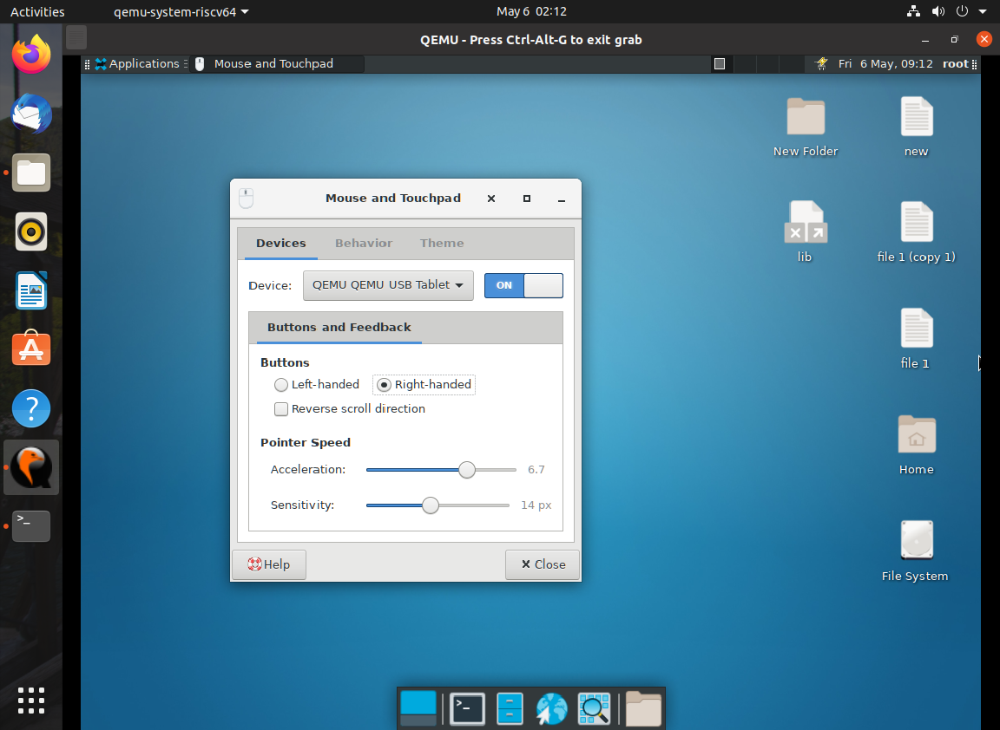 Activities
qemu-system-riscv64
May 6 02:12
QEMU - Press Ctrl-Alt-G to exit grab
Applications
Mouse and Touchpad
Fri 6 May, 09:12
root
New Folder
new
lib
file 1 (copy 1)
file 1
Home
File System
Mouse and Touchpad
Devices
Behavior
Theme
Device:
QEMU QEMU USB Tablet
ON
Buttons and Feedback
Buttons
Left-handed
Right-handed
Reverse scroll direction
Pointer Speed
Acceleration:
6.7
Sensitivity:
14 px
Help
Close